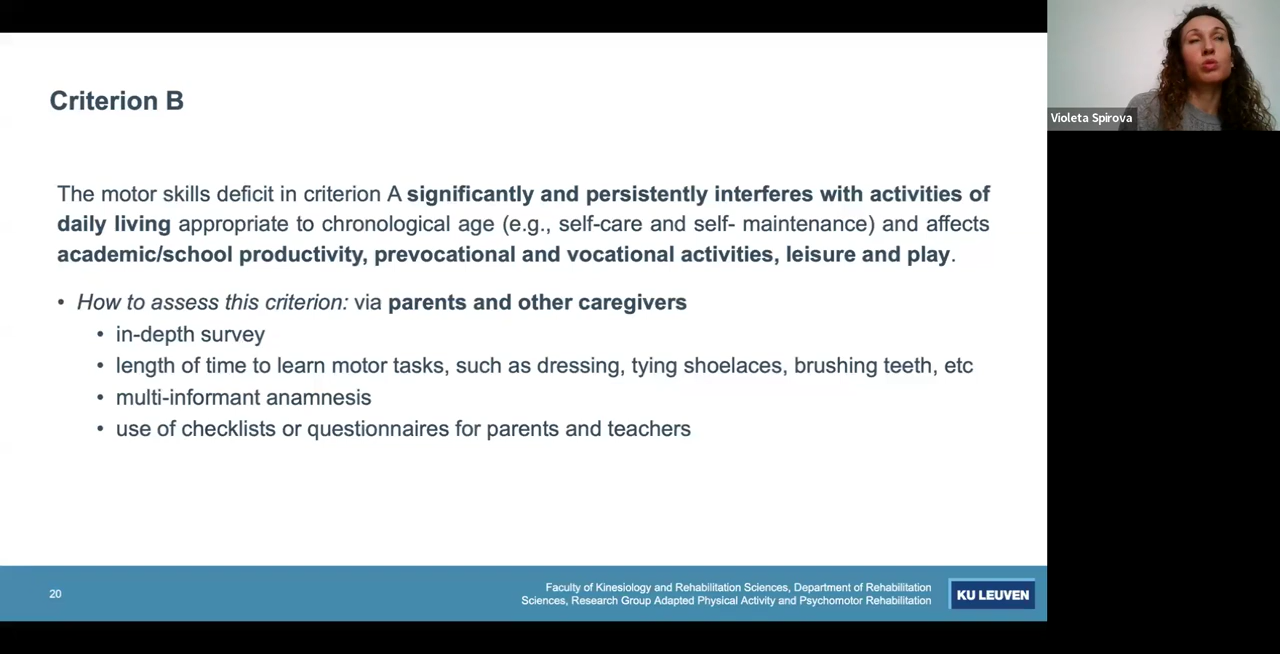 Criterion B
The motor skills deficit in criterion A significantly and persistently interferes with activities of
daily living appropriate to chronological age (e.g., self-care and self- maintenance) and affects
academic/school productivity, prevocational and vocational activities, leisure and play.
• How to assess this criterion: via parents and other caregivers
• in-depth survey
• length of time to learn motor tasks, such as dressing, tying shoelaces, brushing teeth, etc
• multi-informant anamnesis
• use of checklists or questionnaires for parents and teachers
20
Faculty of Kinesiology and Rehabilitation Sciences, Department of Rehabilitation
Sciences, Research Group Adapted Physical Activity and Psychomotor Rehabilitation
KU LEUVEN
Violeta Spirova